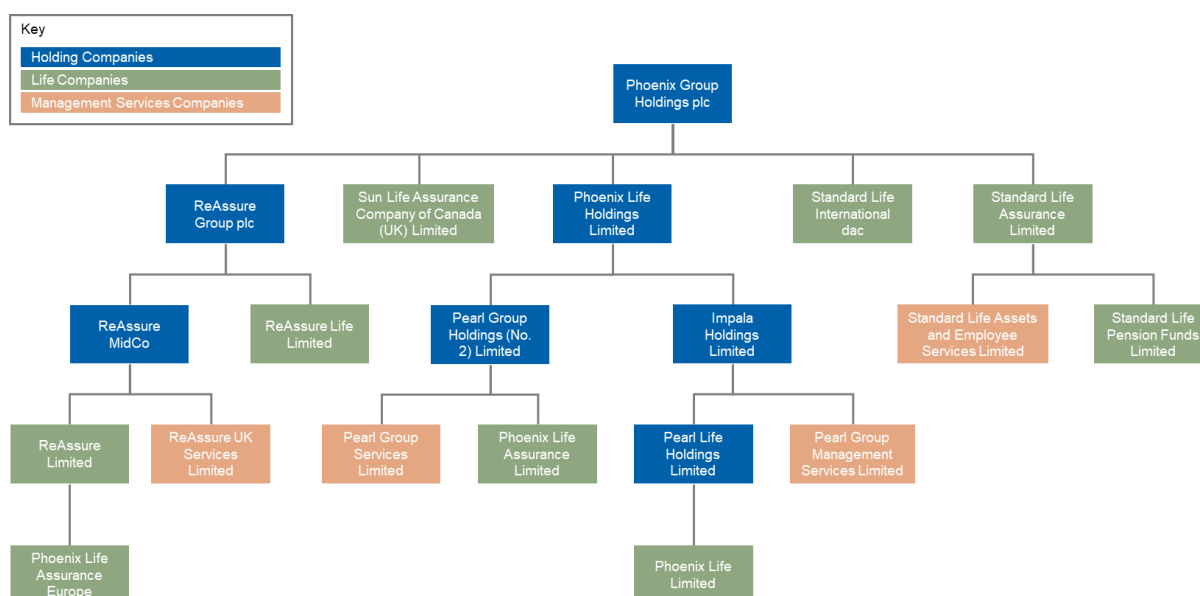 Key
Holding Companies
Life Companies
Management Services Companies
Phoenix Group
Holdings plc
ReAssure
Group plc
Sun Life Assurance
Company of Canada
(UK) Limited
Phoenix Life
Holdings
Limited
Standard Life
International
dac
Standard Life
Assurance
Limited
ReAssure
MidCo
ReAssure Life
Limited
Pearl Group
Holdings (No.
2) Limited
Impala
Holdings
Limited
Standard Life Assets
and Employee
Services Limited
Standard Life
Pension Funds
Limited
ReAssure
Limited
ReAssure UK
Services
Limited
Pearl Group
Services
Limited
Phoenix Life
Assurance
Limited
Pearl Life
Holdings
Limited
Pearl Group
Management
Services Limited
Phoenix Life
Assurance
Europe
Phoenix Life
Limited